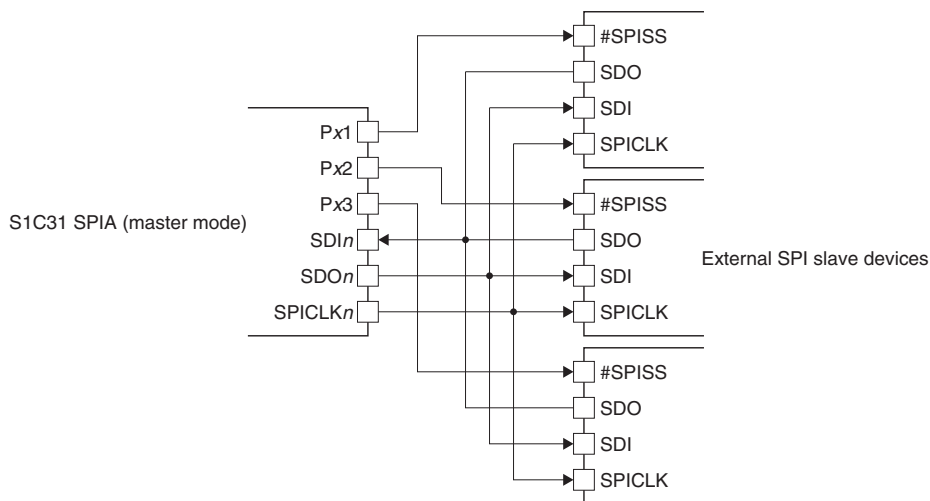 S1C31 SPIA (master mode)
Px1
Px2
Px3
SDIn
SDOn
SPICLKn
#SPISS
SDO
SDI
SPICLK
#SPISS
SDO
SDI
SPICLK
#SPISS
SDO
SDI
SPICLK
External SPI slave devices